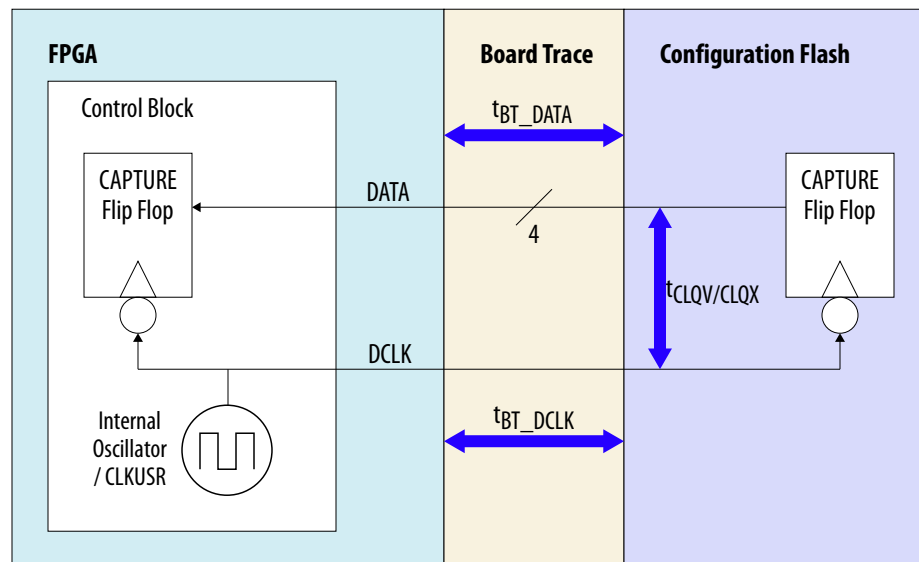 FPGA
Board Trace
Configuration Flash
Control Block
tBT_DATA
CAPTURE
Flip Flop
DATA
4
CAPTURE
Flip Flop
tCLQV/CLQX
DCLK
Internal
Oscillator
/ CLKUSR
tBT_DCLK